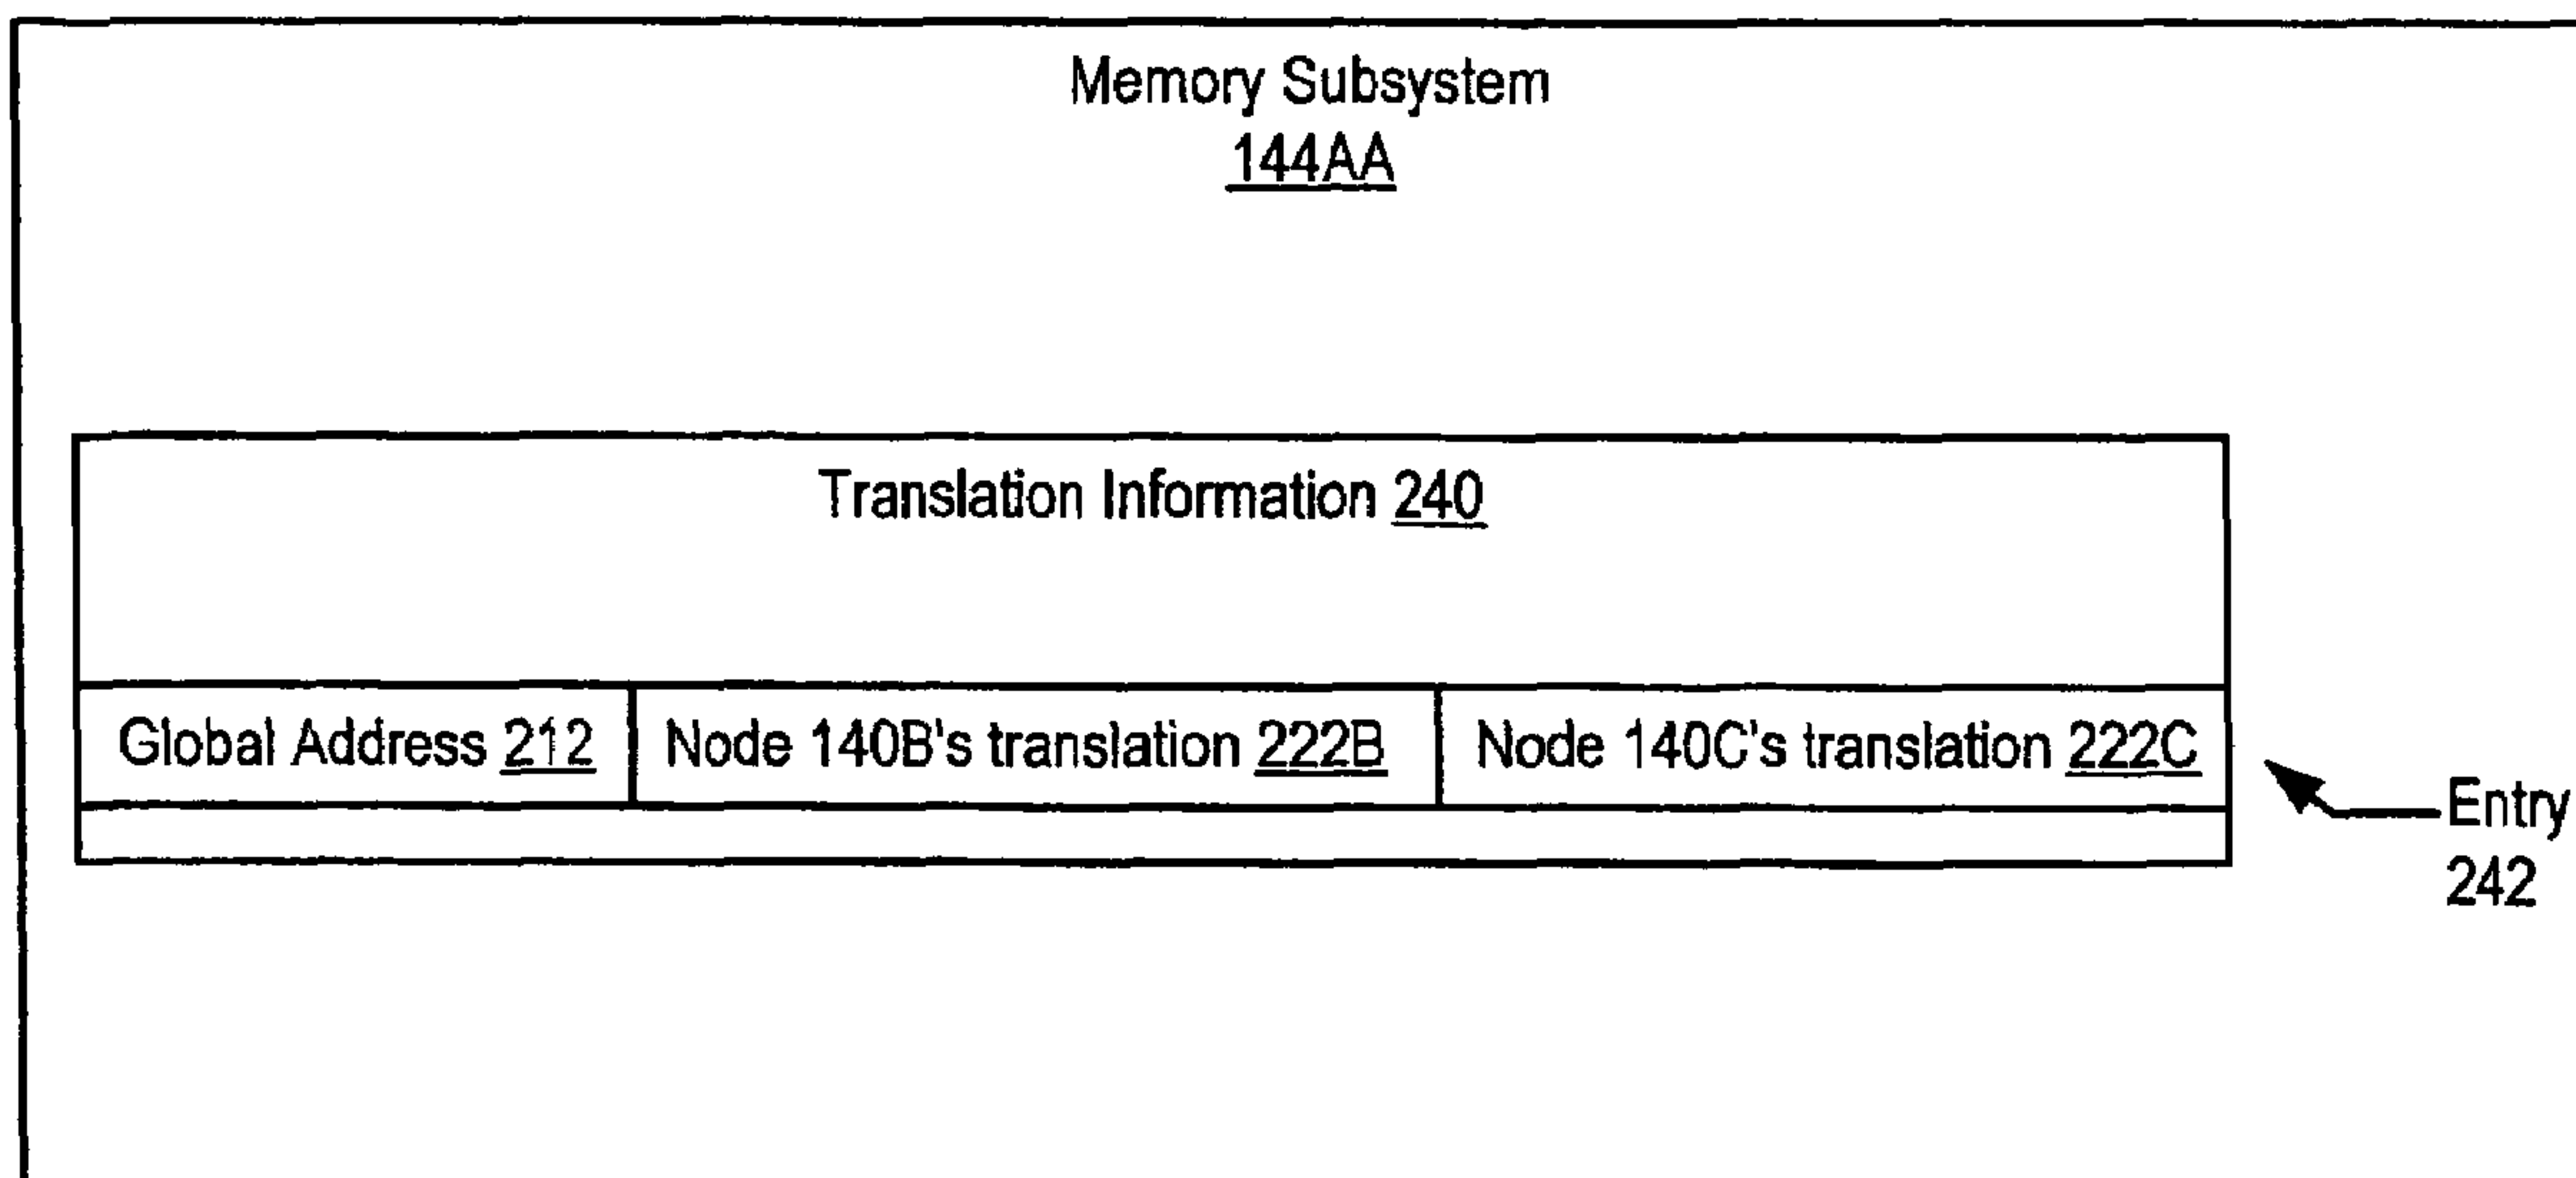 Memory Subsystem
144AA
Translation Information 240
Global Address 212 Node 140B's translation 222B Node 140C's translation 222C
Entry
242